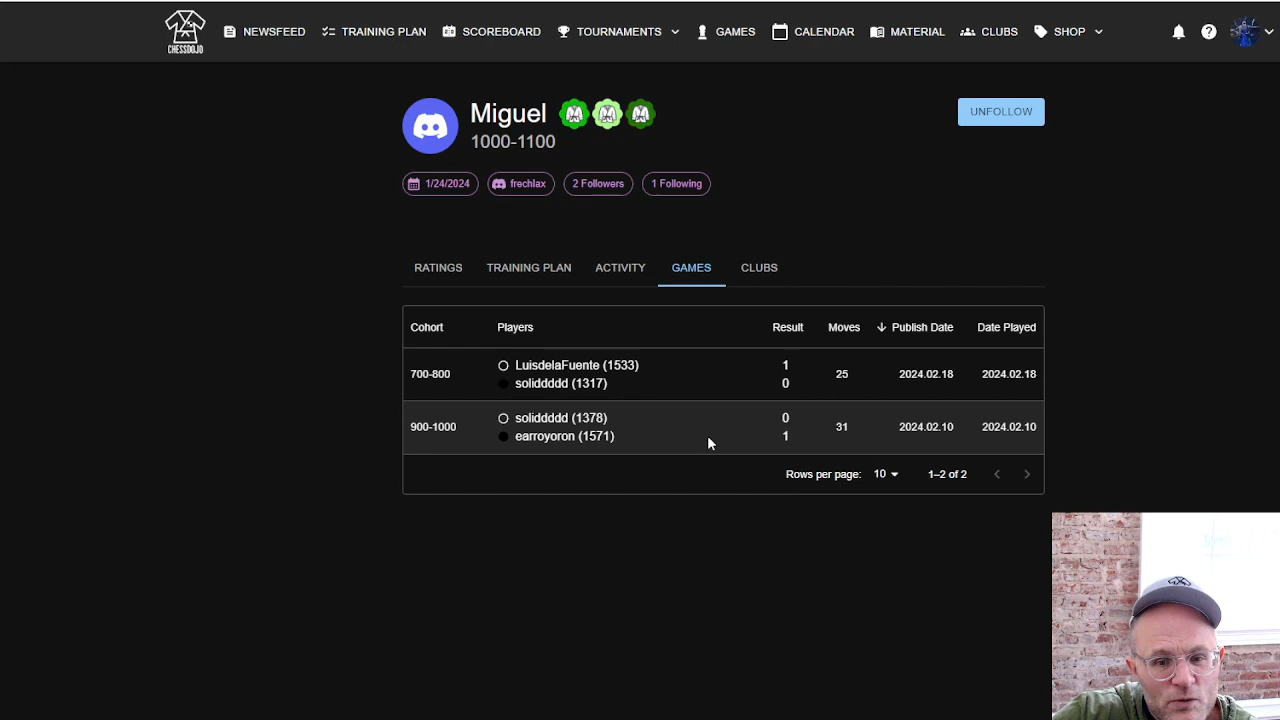 CHESSDOJO
NEWSFEED TRAINING PLAN SCOREBOARD TOURNAMENTS GAMES CALENDAR MATERIAL CLUBS SHOP
Miguel
UNFOLLOW
1000-1100
1/24/2024 frechlax 2 Followers 1 Following
RATINGS TRAINING PLAN ACTIVITY GAMES CLUBS
Cohort Players Result Moves Publish Date Date Played
LuisdelaFuente (1533) 1
700-800 25 2024.02.18 2024.02.18
soliddddd (1317) 0
soliddddd (1378) 0
900-1000 31 2024.02.10 2024.02.10
earroyoron (1571) 1
Rows per page: 10 1–2 of 2